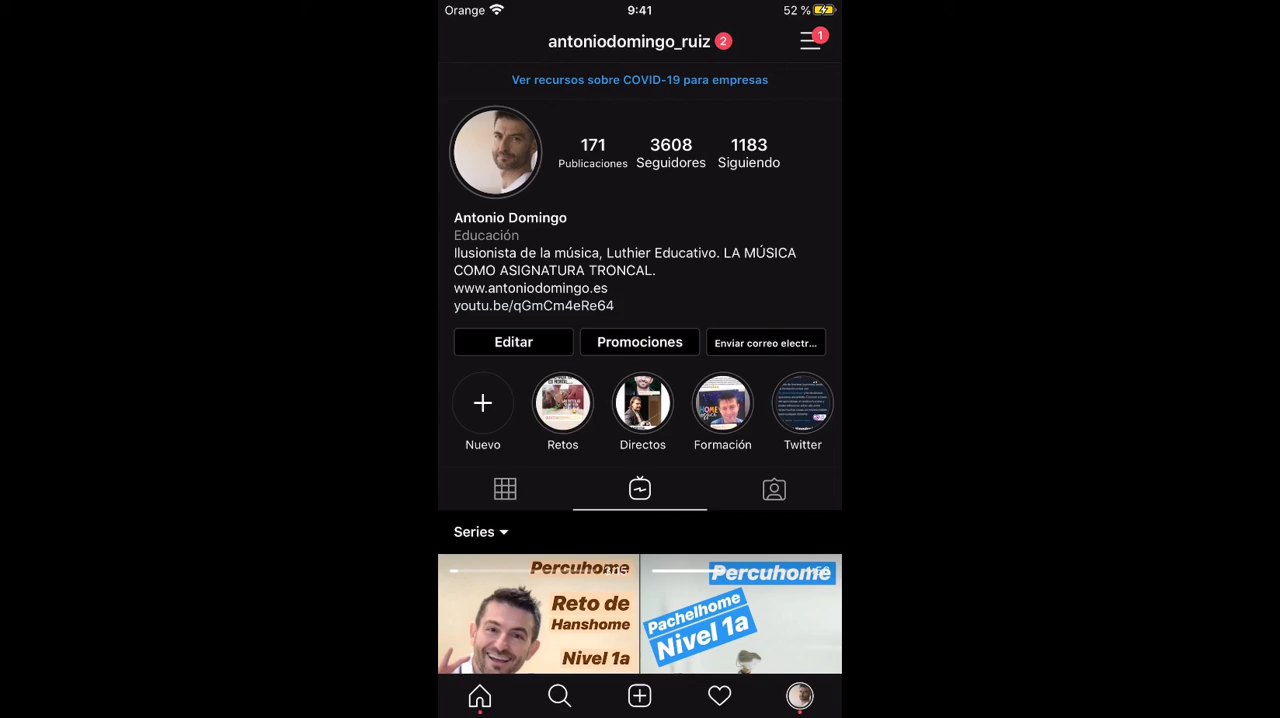 Orange 9:41 52 %
antoniodomingo_ruiz 2 1
Ver recursos sobre COVID-19 para empresas
171 3608 1183
Publicaciones Seguidores Siguiendo
Antonio Domingo
Educación
Ilusionista de la música, Luthier Educativo. LA MÚSICA
COMO ASIGNATURA TRONCAL.
www.antoniodomingo.es
youtu.be/qGmCm4eRe64
Editar Promociones Enviar correo electr...
HOME
Nuevo Retos Directos Formación Twitter
Series
Percuhome
Reto de
Hanshome
Nivel 1a
Percuhome
Pachelhome
Nivel 1a